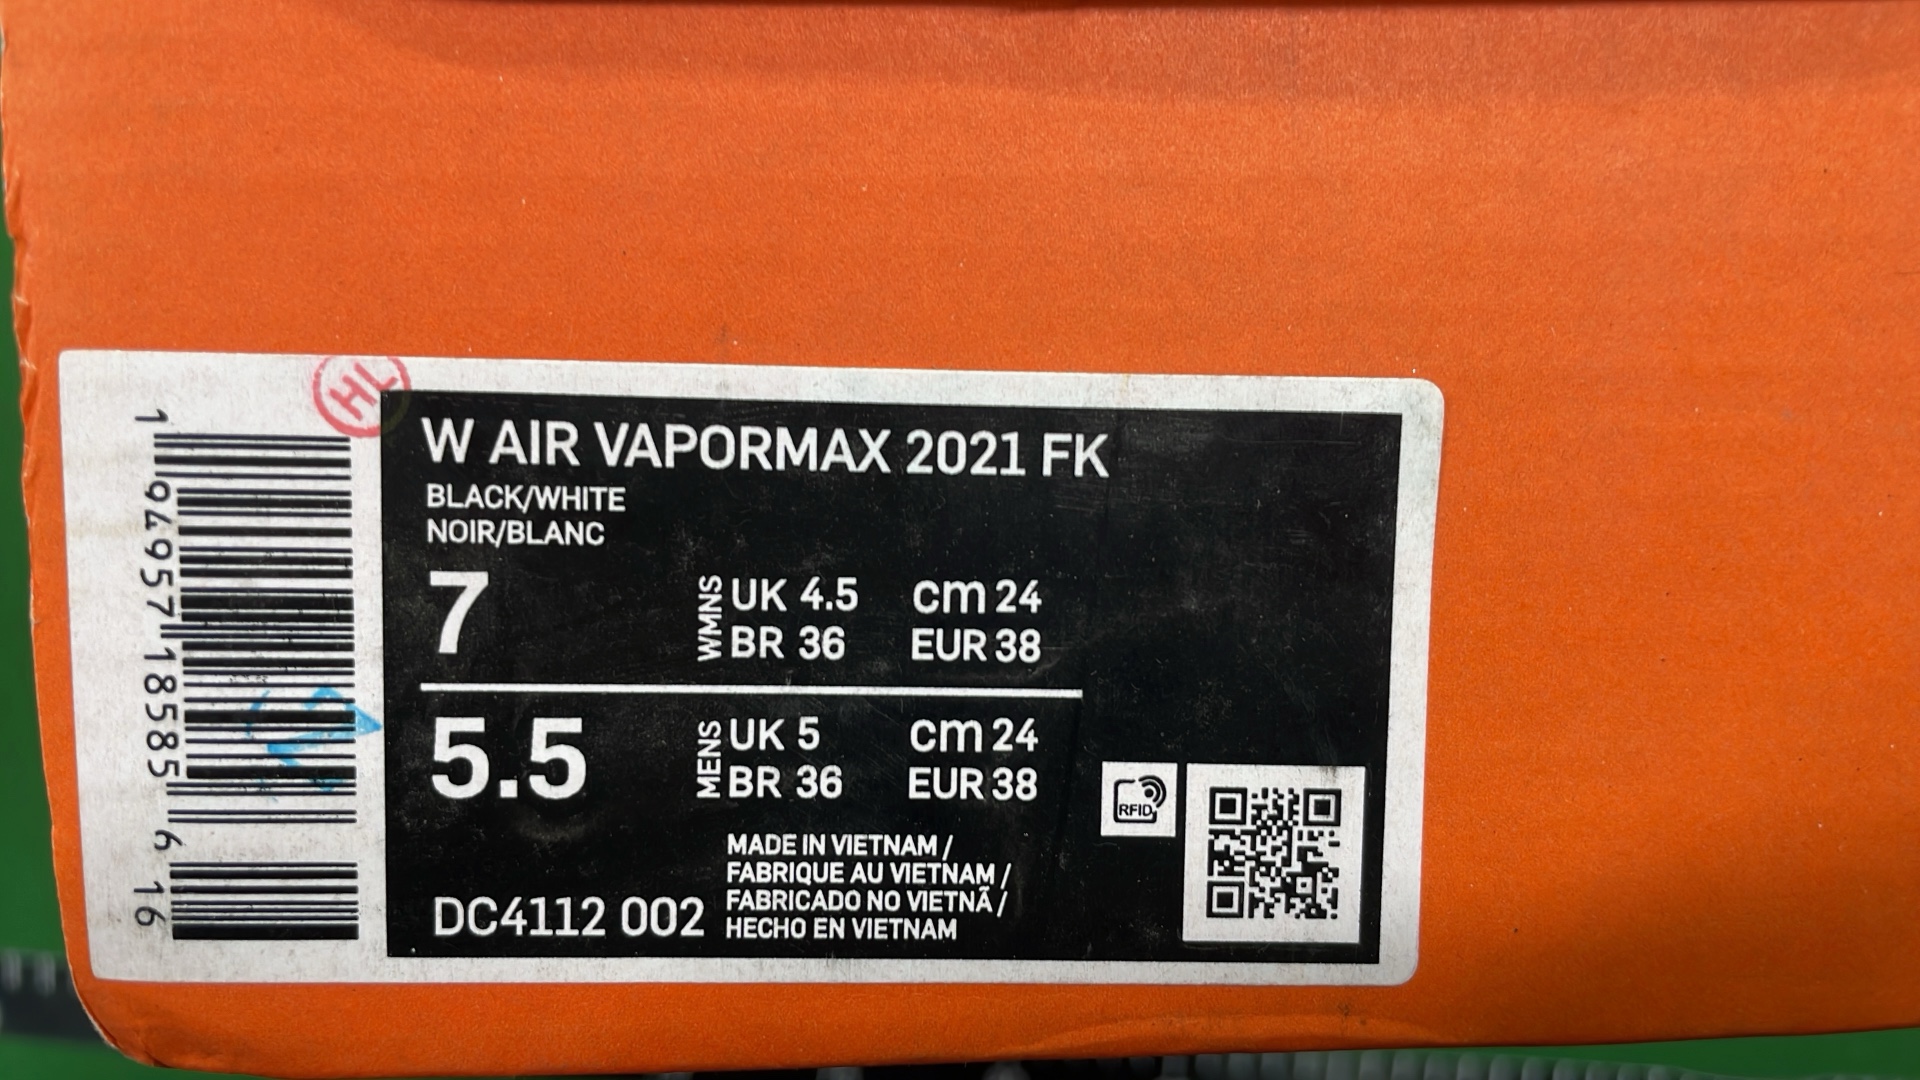 HL
W AIR VAPORMAX 2021 FK
BLACK/WHITE
NOIR/BLANC
7
WMNS
UK 4.5 cm 24
BR 36 EUR 38
5.5
MENS
UK 5 cm 24
BR 36 EUR 38
MADE IN VIETNAM /
FABRIQUE AU VIETNAM /
FABRICADO NO VIETNÃ /
HECHO EN VIETNAM
DC4112 002
RFID
1 94957 18585 6 16